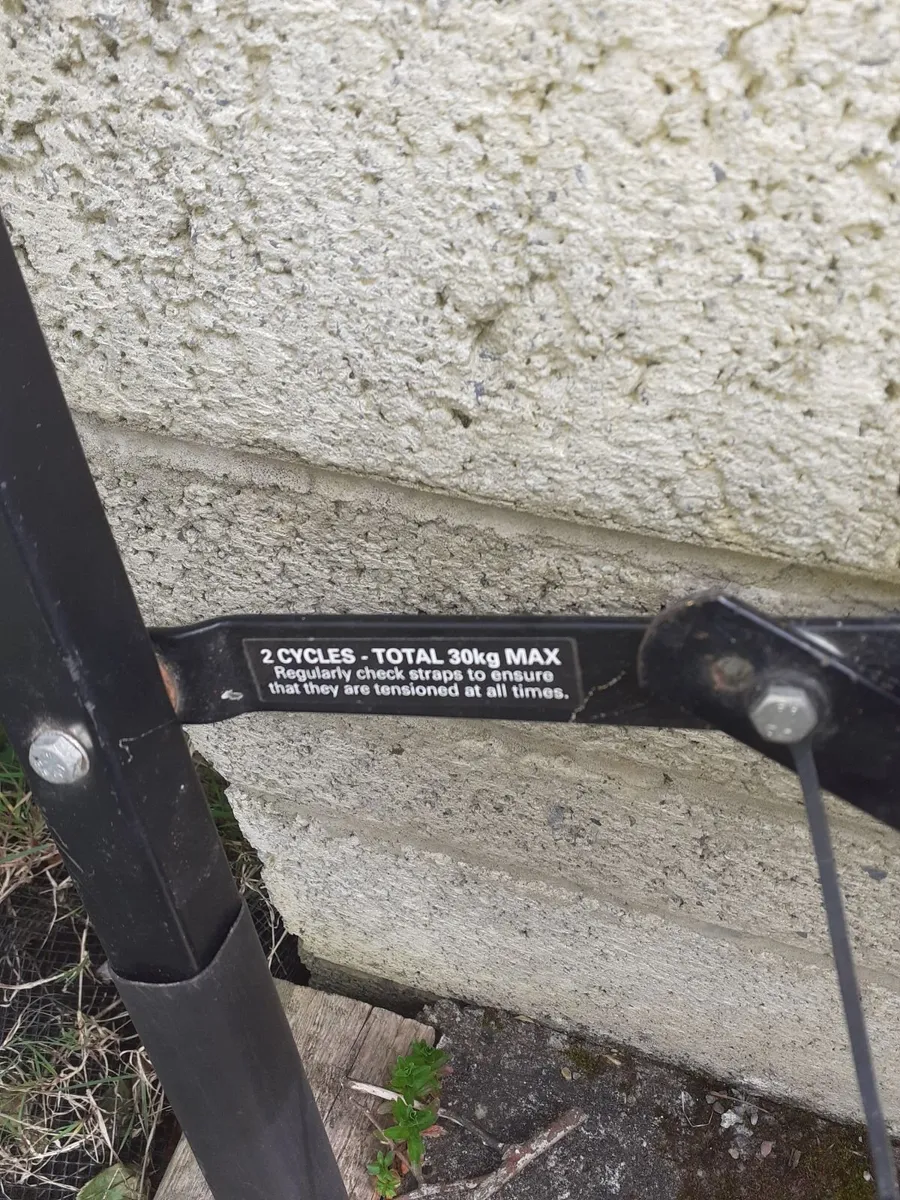 2 CYCLES - TOTAL 30kg MAX
Regularly check straps to ensure
that they are tensioned at all times.